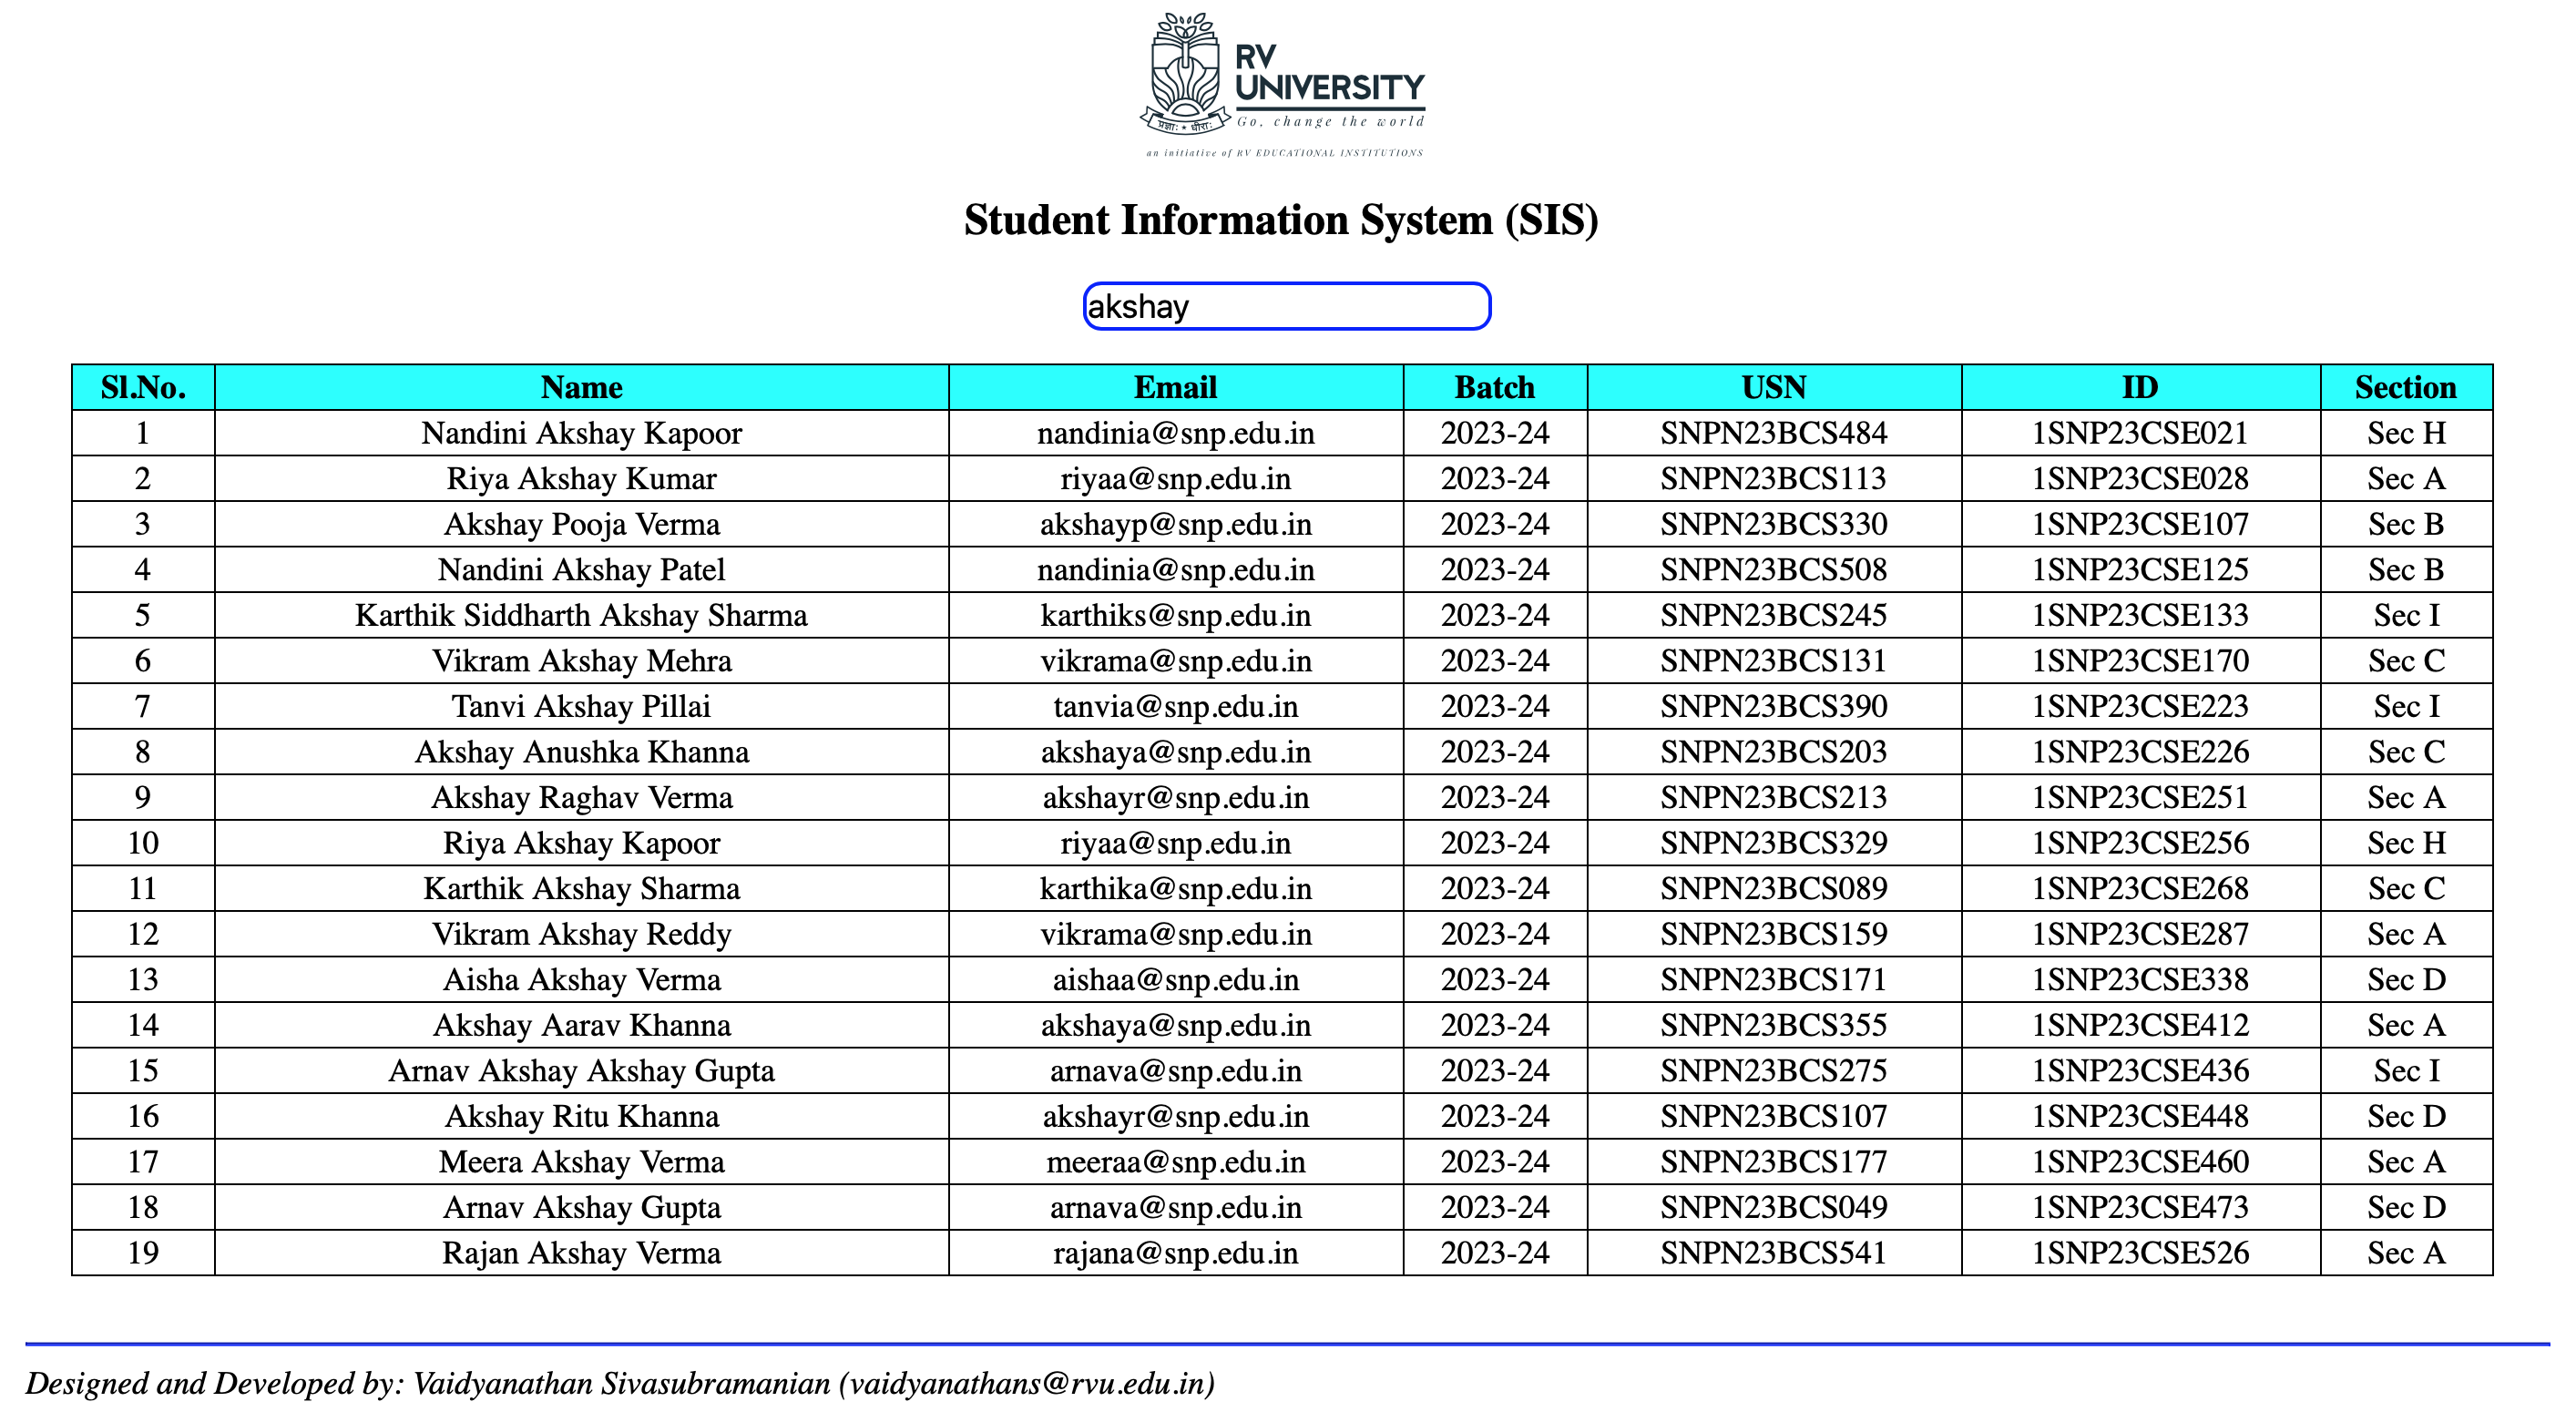 RV
UNIVERSITY
Go, change the world
प्रज्ञाः • धीराः
an initiative of RV EDUCATIONAL INSTITUTIONS
Student Information System (SIS)
akshay
Sl.No. Name Email Batch USN ID Section
1 Nandini Akshay Kapoor nandinia@snp.edu.in 2023-24 SNPN23BCS484 1SNP23CSE021 Sec H
2 Riya Akshay Kumar riyaa@snp.edu.in 2023-24 SNPN23BCS113 1SNP23CSE028 Sec A
3 Akshay Pooja Verma akshayp@snp.edu.in 2023-24 SNPN23BCS330 1SNP23CSE107 Sec B
4 Nandini Akshay Patel nandinia@snp.edu.in 2023-24 SNPN23BCS508 1SNP23CSE125 Sec B
5 Karthik Siddharth Akshay Sharma karthiks@snp.edu.in 2023-24 SNPN23BCS245 1SNP23CSE133 Sec I
6 Vikram Akshay Mehra vikrama@snp.edu.in 2023-24 SNPN23BCS131 1SNP23CSE170 Sec C
7 Tanvi Akshay Pillai tanvia@snp.edu.in 2023-24 SNPN23BCS390 1SNP23CSE223 Sec I
8 Akshay Anushka Khanna akshaya@snp.edu.in 2023-24 SNPN23BCS203 1SNP23CSE226 Sec C
9 Akshay Raghav Verma akshayr@snp.edu.in 2023-24 SNPN23BCS213 1SNP23CSE251 Sec A
10 Riya Akshay Kapoor riyaa@snp.edu.in 2023-24 SNPN23BCS329 1SNP23CSE256 Sec H
11 Karthik Akshay Sharma karthika@snp.edu.in 2023-24 SNPN23BCS089 1SNP23CSE268 Sec C
12 Vikram Akshay Reddy vikrama@snp.edu.in 2023-24 SNPN23BCS159 1SNP23CSE287 Sec A
13 Aisha Akshay Verma aishaa@snp.edu.in 2023-24 SNPN23BCS171 1SNP23CSE338 Sec D
14 Akshay Aarav Khanna akshaya@snp.edu.in 2023-24 SNPN23BCS355 1SNP23CSE412 Sec A
15 Arnav Akshay Akshay Gupta arnava@snp.edu.in 2023-24 SNPN23BCS275 1SNP23CSE436 Sec I
16 Akshay Ritu Khanna akshayr@snp.edu.in 2023-24 SNPN23BCS107 1SNP23CSE448 Sec D
17 Meera Akshay Verma meeraa@snp.edu.in 2023-24 SNPN23BCS177 1SNP23CSE460 Sec A
18 Arnav Akshay Gupta arnava@snp.edu.in 2023-24 SNPN23BCS049 1SNP23CSE473 Sec D
19 Rajan Akshay Verma rajana@snp.edu.in 2023-24 SNPN23BCS541 1SNP23CSE526 Sec A
Designed and Developed by: Vaidyanathan Sivasubramanian (vaidyanathans@rvu.edu.in)